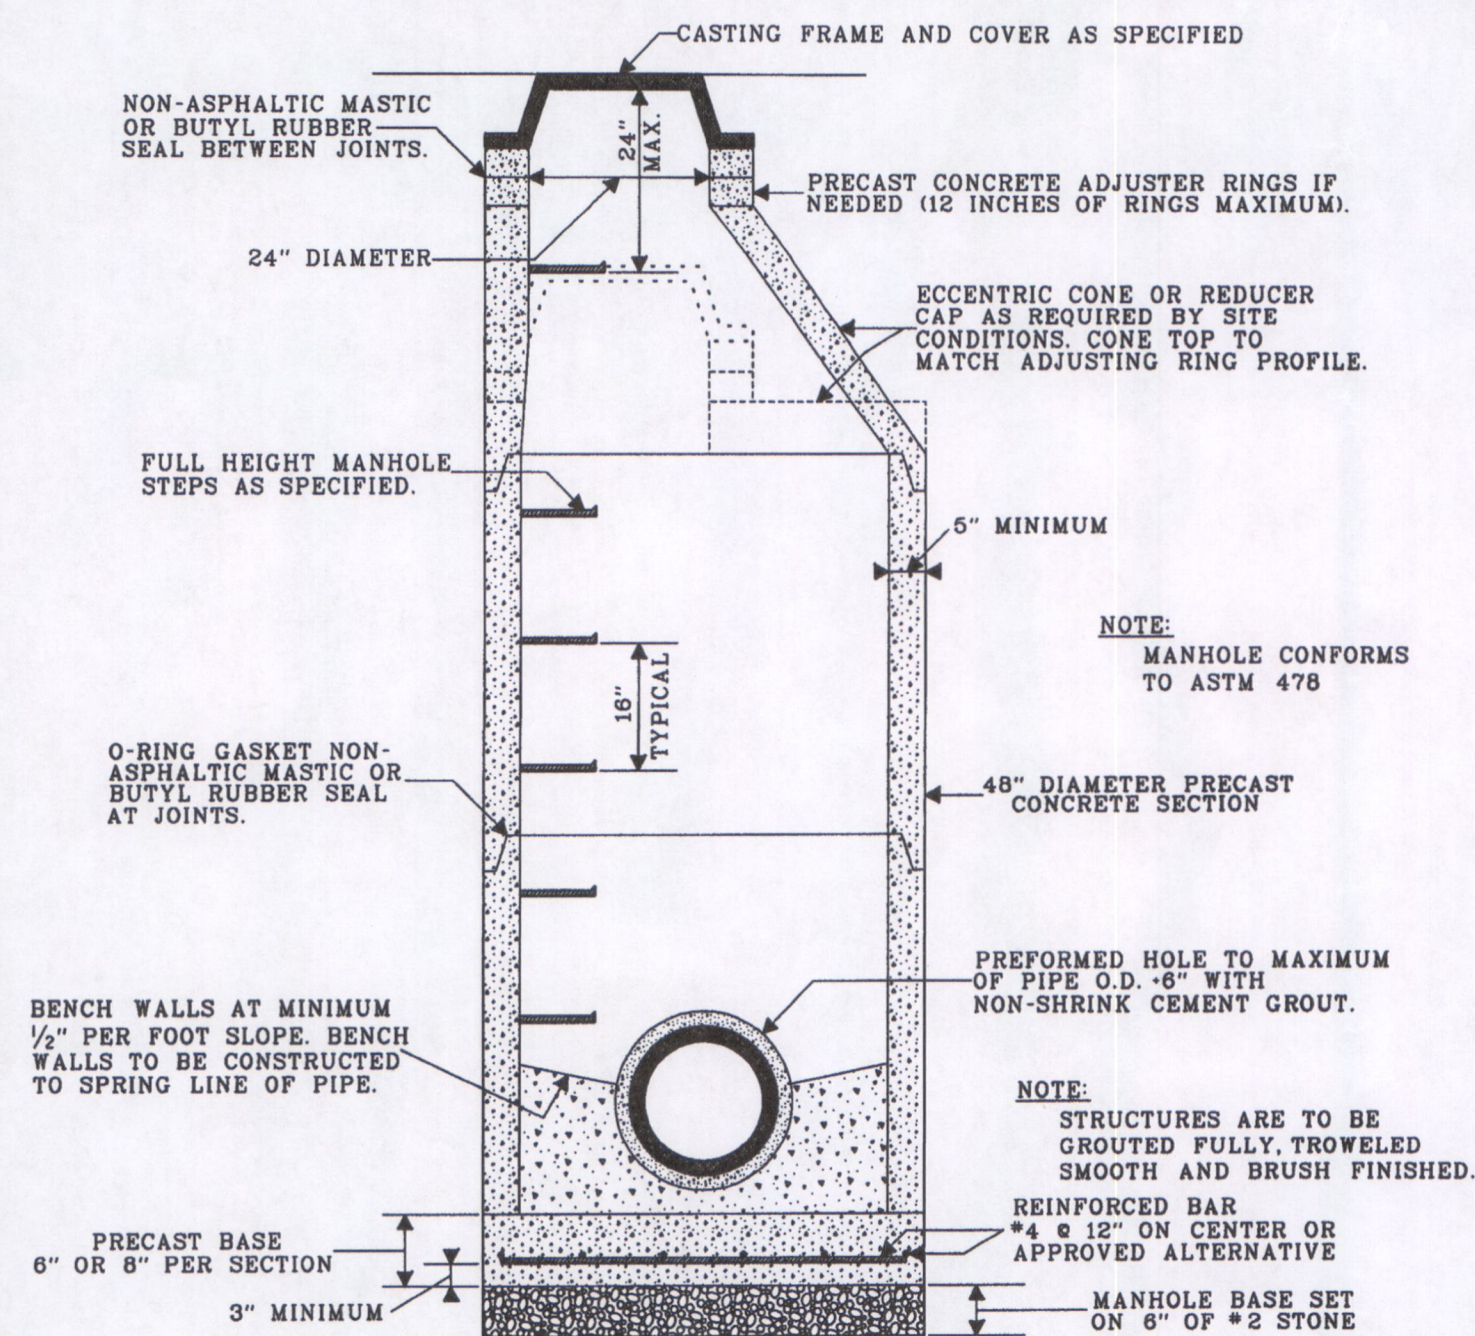 CASTING FRAME AND COVER AS SPECIFIED
NON-ASPHALTIC MASTIC
OR BUTYL RUBBER
SEAL BETWEEN JOINTS.
24" MAX.
PRECAST CONCRETE ADJUSTER RINGS IF
NEEDED (12 INCHES OF RINGS MAXIMUM).
24" DIAMETER
ECCENTRIC CONE OR REDUCER
CAP AS REQUIRED BY SITE
CONDITIONS. CONE TOP TO
MATCH ADJUSTING RING PROFILE.
FULL HEIGHT MANHOLE
STEPS AS SPECIFIED.
5" MINIMUM
NOTE:
MANHOLE CONFORMS
TO ASTM 478
16"
TYPICAL
O-RING GASKET NON-
ASPHALTIC MASTIC OR
BUTYL RUBBER SEAL
AT JOINTS.
48" DIAMETER PRECAST
CONCRETE SECTION
PREFORMED HOLE TO MAXIMUM
OF PIPE O.D. +6" WITH
NON-SHRINK CEMENT GROUT.
BENCH WALLS AT MINIMUM
½" PER FOOT SLOPE. BENCH
WALLS TO BE CONSTRUCTED
TO SPRING LINE OF PIPE.
NOTE:
STRUCTURES ARE TO BE
GROUTED FULLY, TROWELED
SMOOTH AND BRUSH FINISHED.
REINFORCED BAR
#4 @ 12" ON CENTER OR
APPROVED ALTERNATIVE
PRECAST BASE
6" OR 8" PER SECTION
3" MINIMUM
MANHOLE BASE SET
ON 6" OF #2 STONE